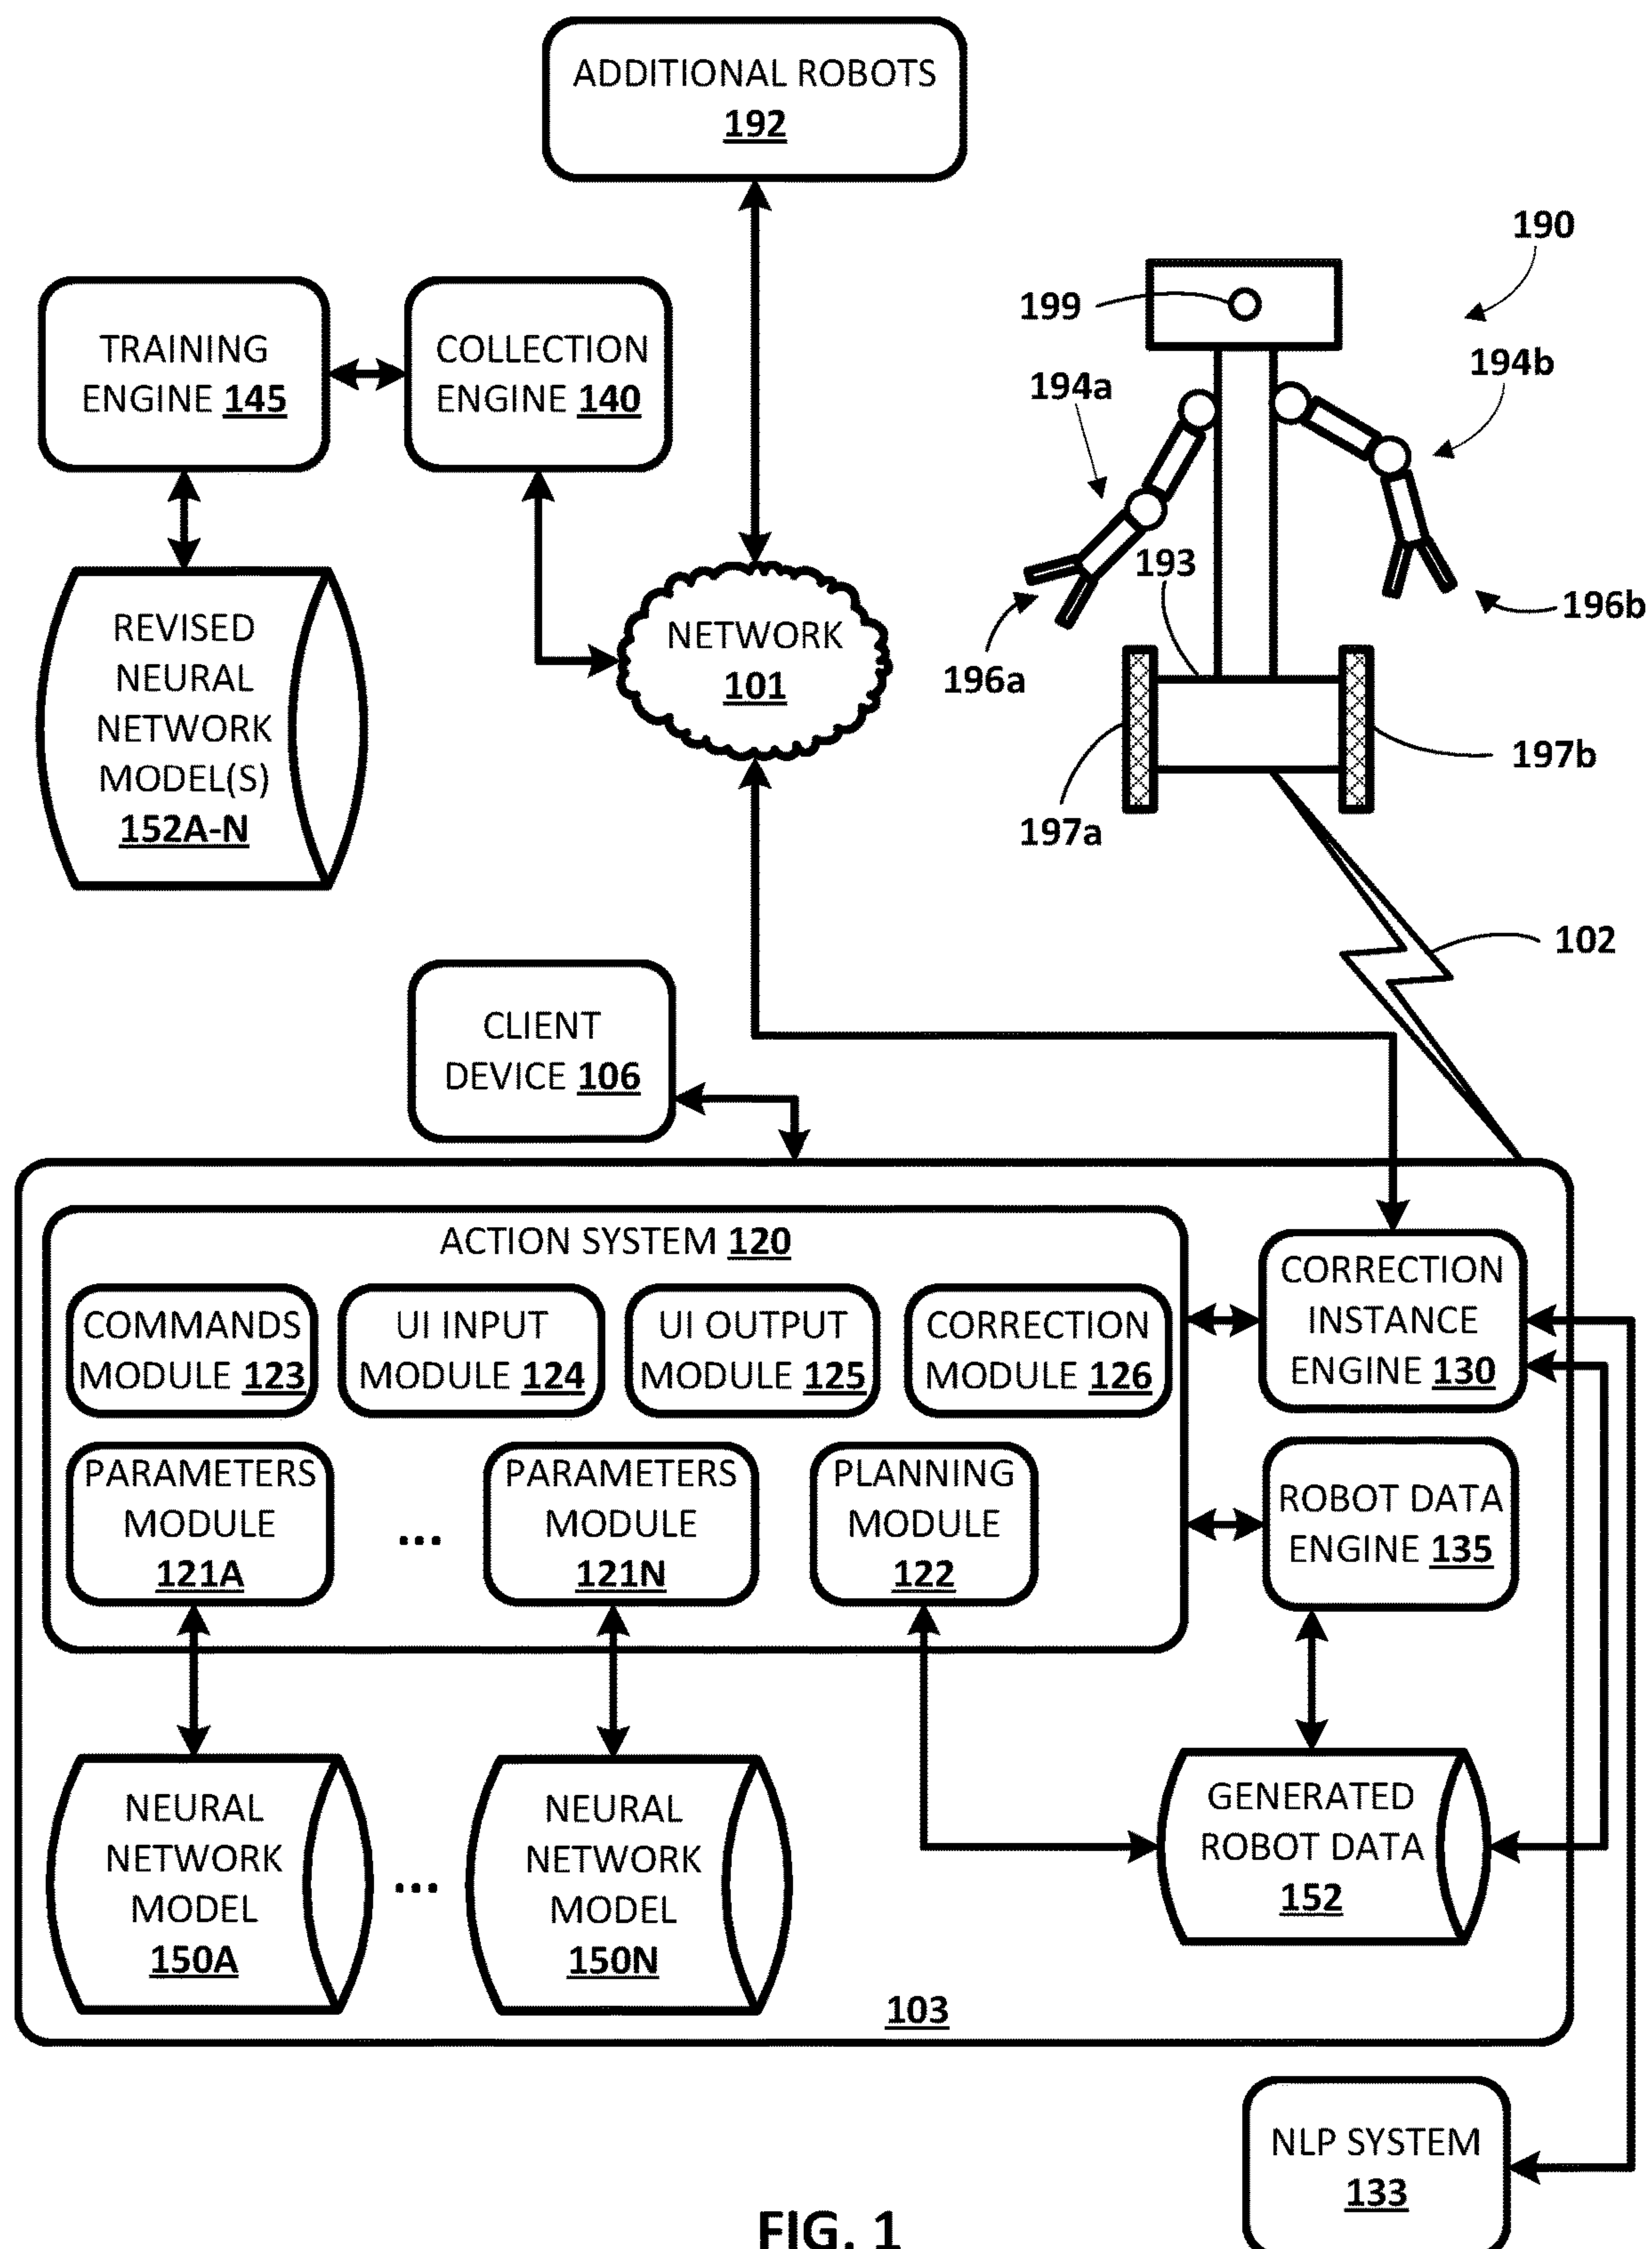 ADDITIONAL ROBOTS
192
190
199
TRAINING
ENGINE 145
COLLECTION
ENGINE 140
194a
194b
193
196a
196b
REVISED
NEURAL
NETWORK
MODEL(S)
152A-N
NETWORK
101
197a
197b
102
CLIENT
DEVICE 106
ACTION SYSTEM 120
COMMANDS
MODULE 123
UI INPUT
MODULE 124
UI OUTPUT
MODULE 125
CORRECTION
MODULE 126
CORRECTION
INSTANCE
ENGINE 130
PARAMETERS
MODULE
121A
...
PARAMETERS
MODULE
121N
PLANNING
MODULE
122
ROBOT DATA
ENGINE 135
NEURAL
NETWORK
MODEL
150A
...
NEURAL
NETWORK
MODEL
150N
GENERATED
ROBOT DATA
152
103
NLP SYSTEM
133
FIG. 1